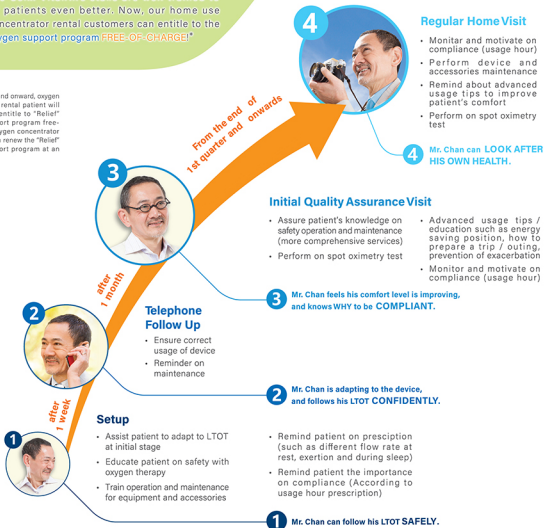 patients even better. Now, our home use
concentrator rental customers can entitle to the
oxygen support program FREE-OF-CHARGE!*
nd onward, oxygen
rental patient will
entitle to "Relief"
port program free-
ygen concentrator
renew the "Relief"
port program at an
4
Regular Home Visit
• Monitor and motivate on
compliance (usage hour)
• Perform device and
accessories maintenance
• Remind about advanced
usage tips to improve
patient's comfort
• Perform on spot oximetry
test
4 Mr. Chan can LOOK AFTER
HIS OWN HEALTH.
From the end of
1st quarter and onwards
3
Initial Quality Assurance Visit
• Assure patient's knowledge on
safety operation and maintenance
(more comprehensive services)
• Perform on spot oximetry test
• Advanced usage tips /
education such as energy
saving position, how to
prepare a trip / outing,
prevention of exacerbation
• Monitor and motivate on
compliance (usage hour)
3 Mr. Chan feels his comfort level is improving,
and knows WHY to be COMPLIANT.
after
1 month
2
Telephone
Follow Up
• Ensure correct
usage of device
• Reminder on
maintenance
2 Mr. Chan is adapting to the device,
and follows his LTOT CONFIDENTLY.
after
1 week
1
Setup
• Assist patient to adapt to LTOT
at initial stage
• Educate patient on safety with
oxygen therapy
• Train operation and maintenance
for equipment and accessories
• Remind patient on presciption
(such as different flow rate at
rest, exertion and during sleep)
• Remind patient the importance
on compliance (According to
usage hour prescription)
1 Mr. Chan can follow his LTOT SAFELY.